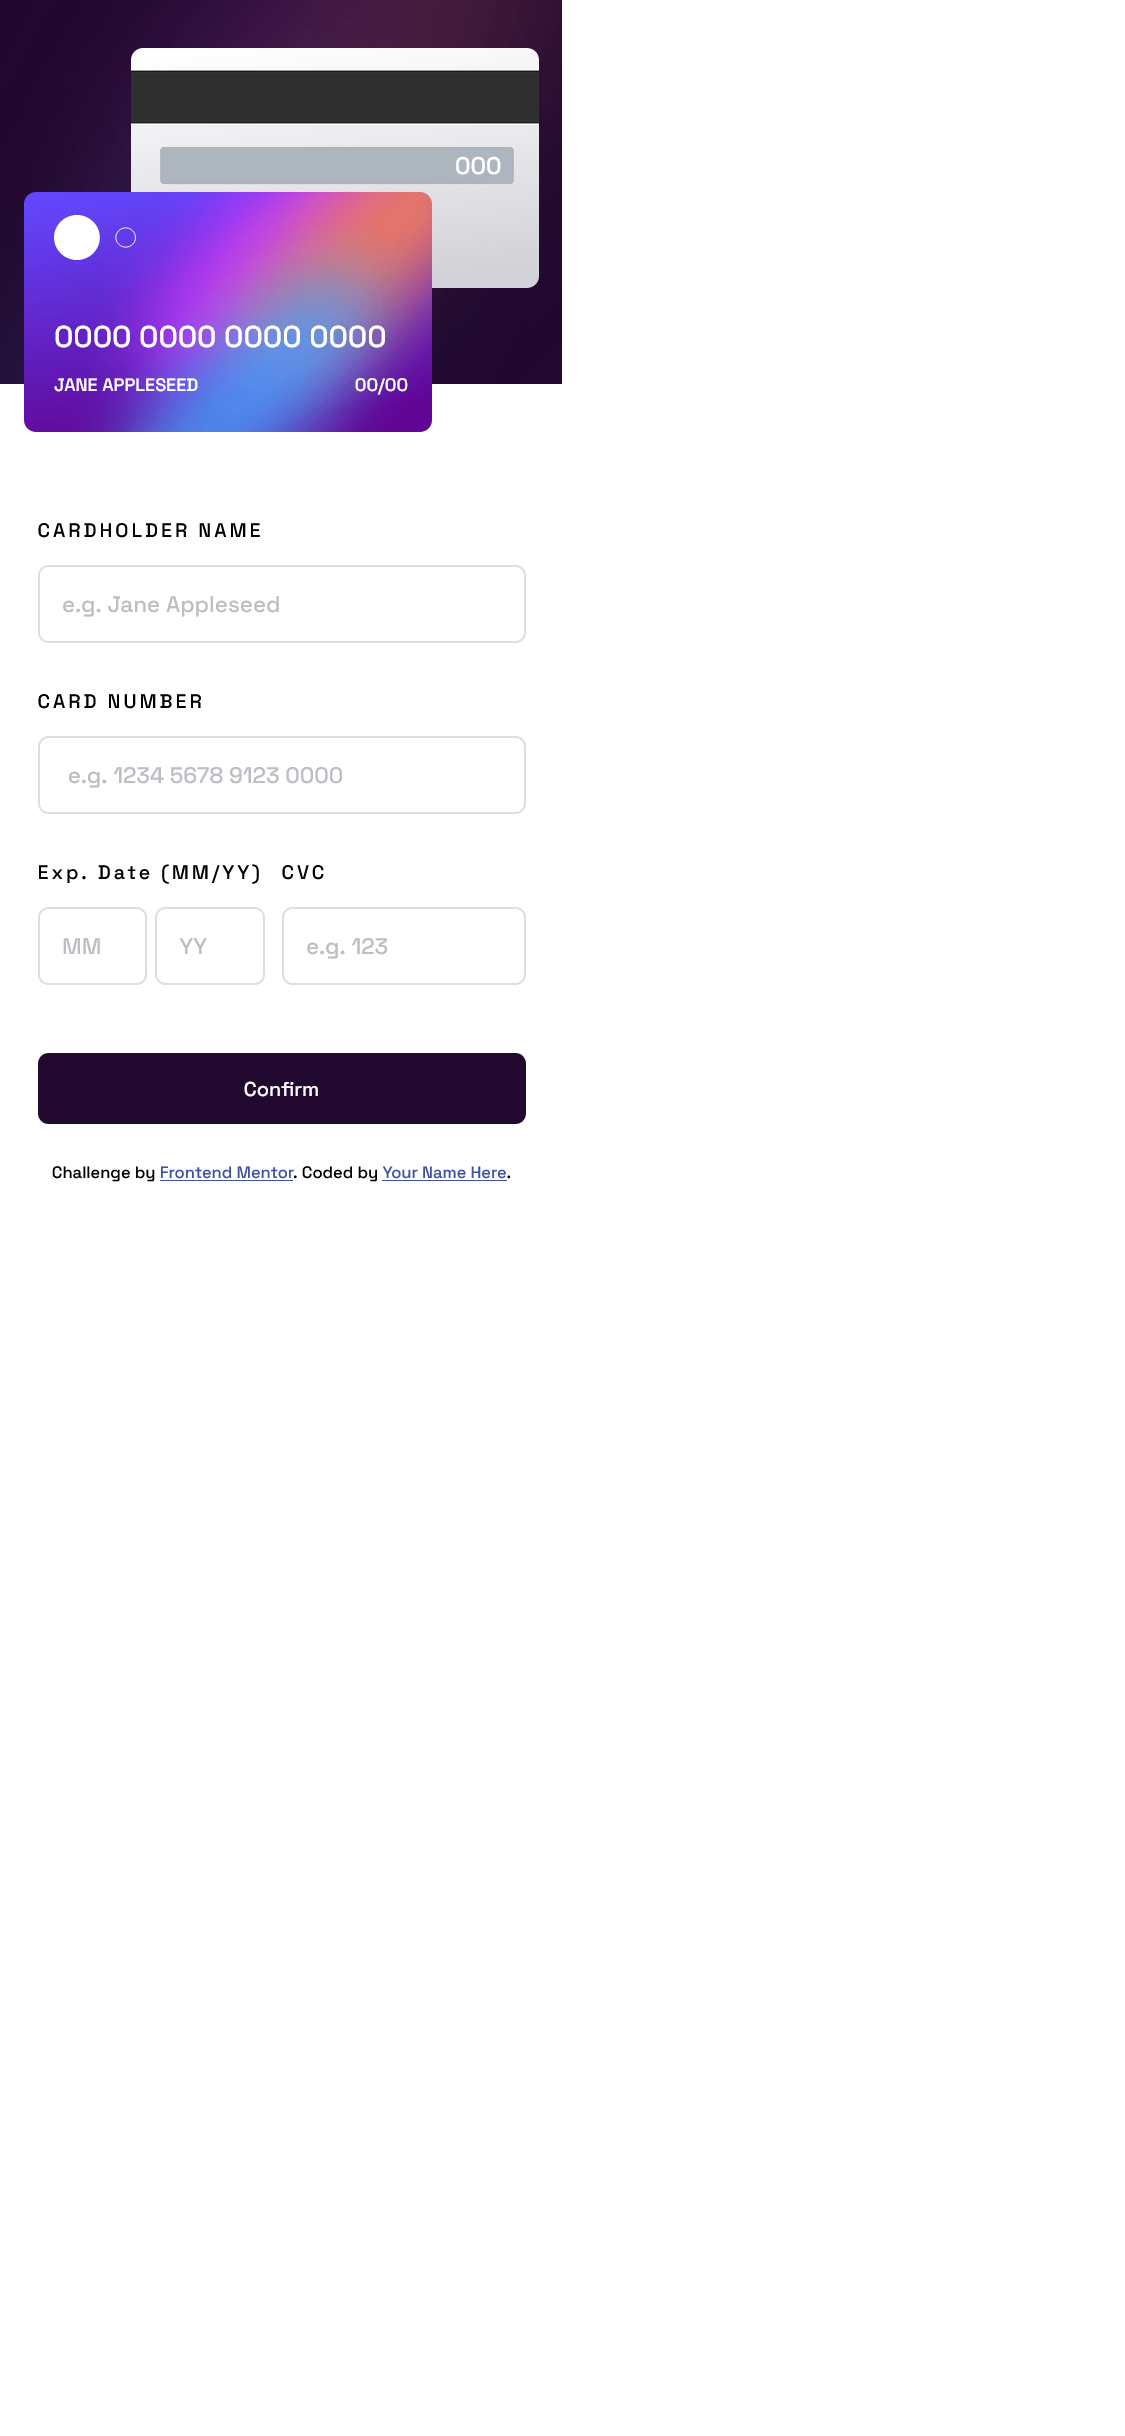 000
0000 0000 0000 0000
JANE APPLESEED 00/00
CARDHOLDER NAME
e.g. Jane Appleseed
CARD NUMBER
e.g. 1234 5678 9123 0000
Exp. Date (MM/YY) CVC
MM YY e.g. 123
Confirm
Challenge by Frontend Mentor. Coded by Your Name Here.